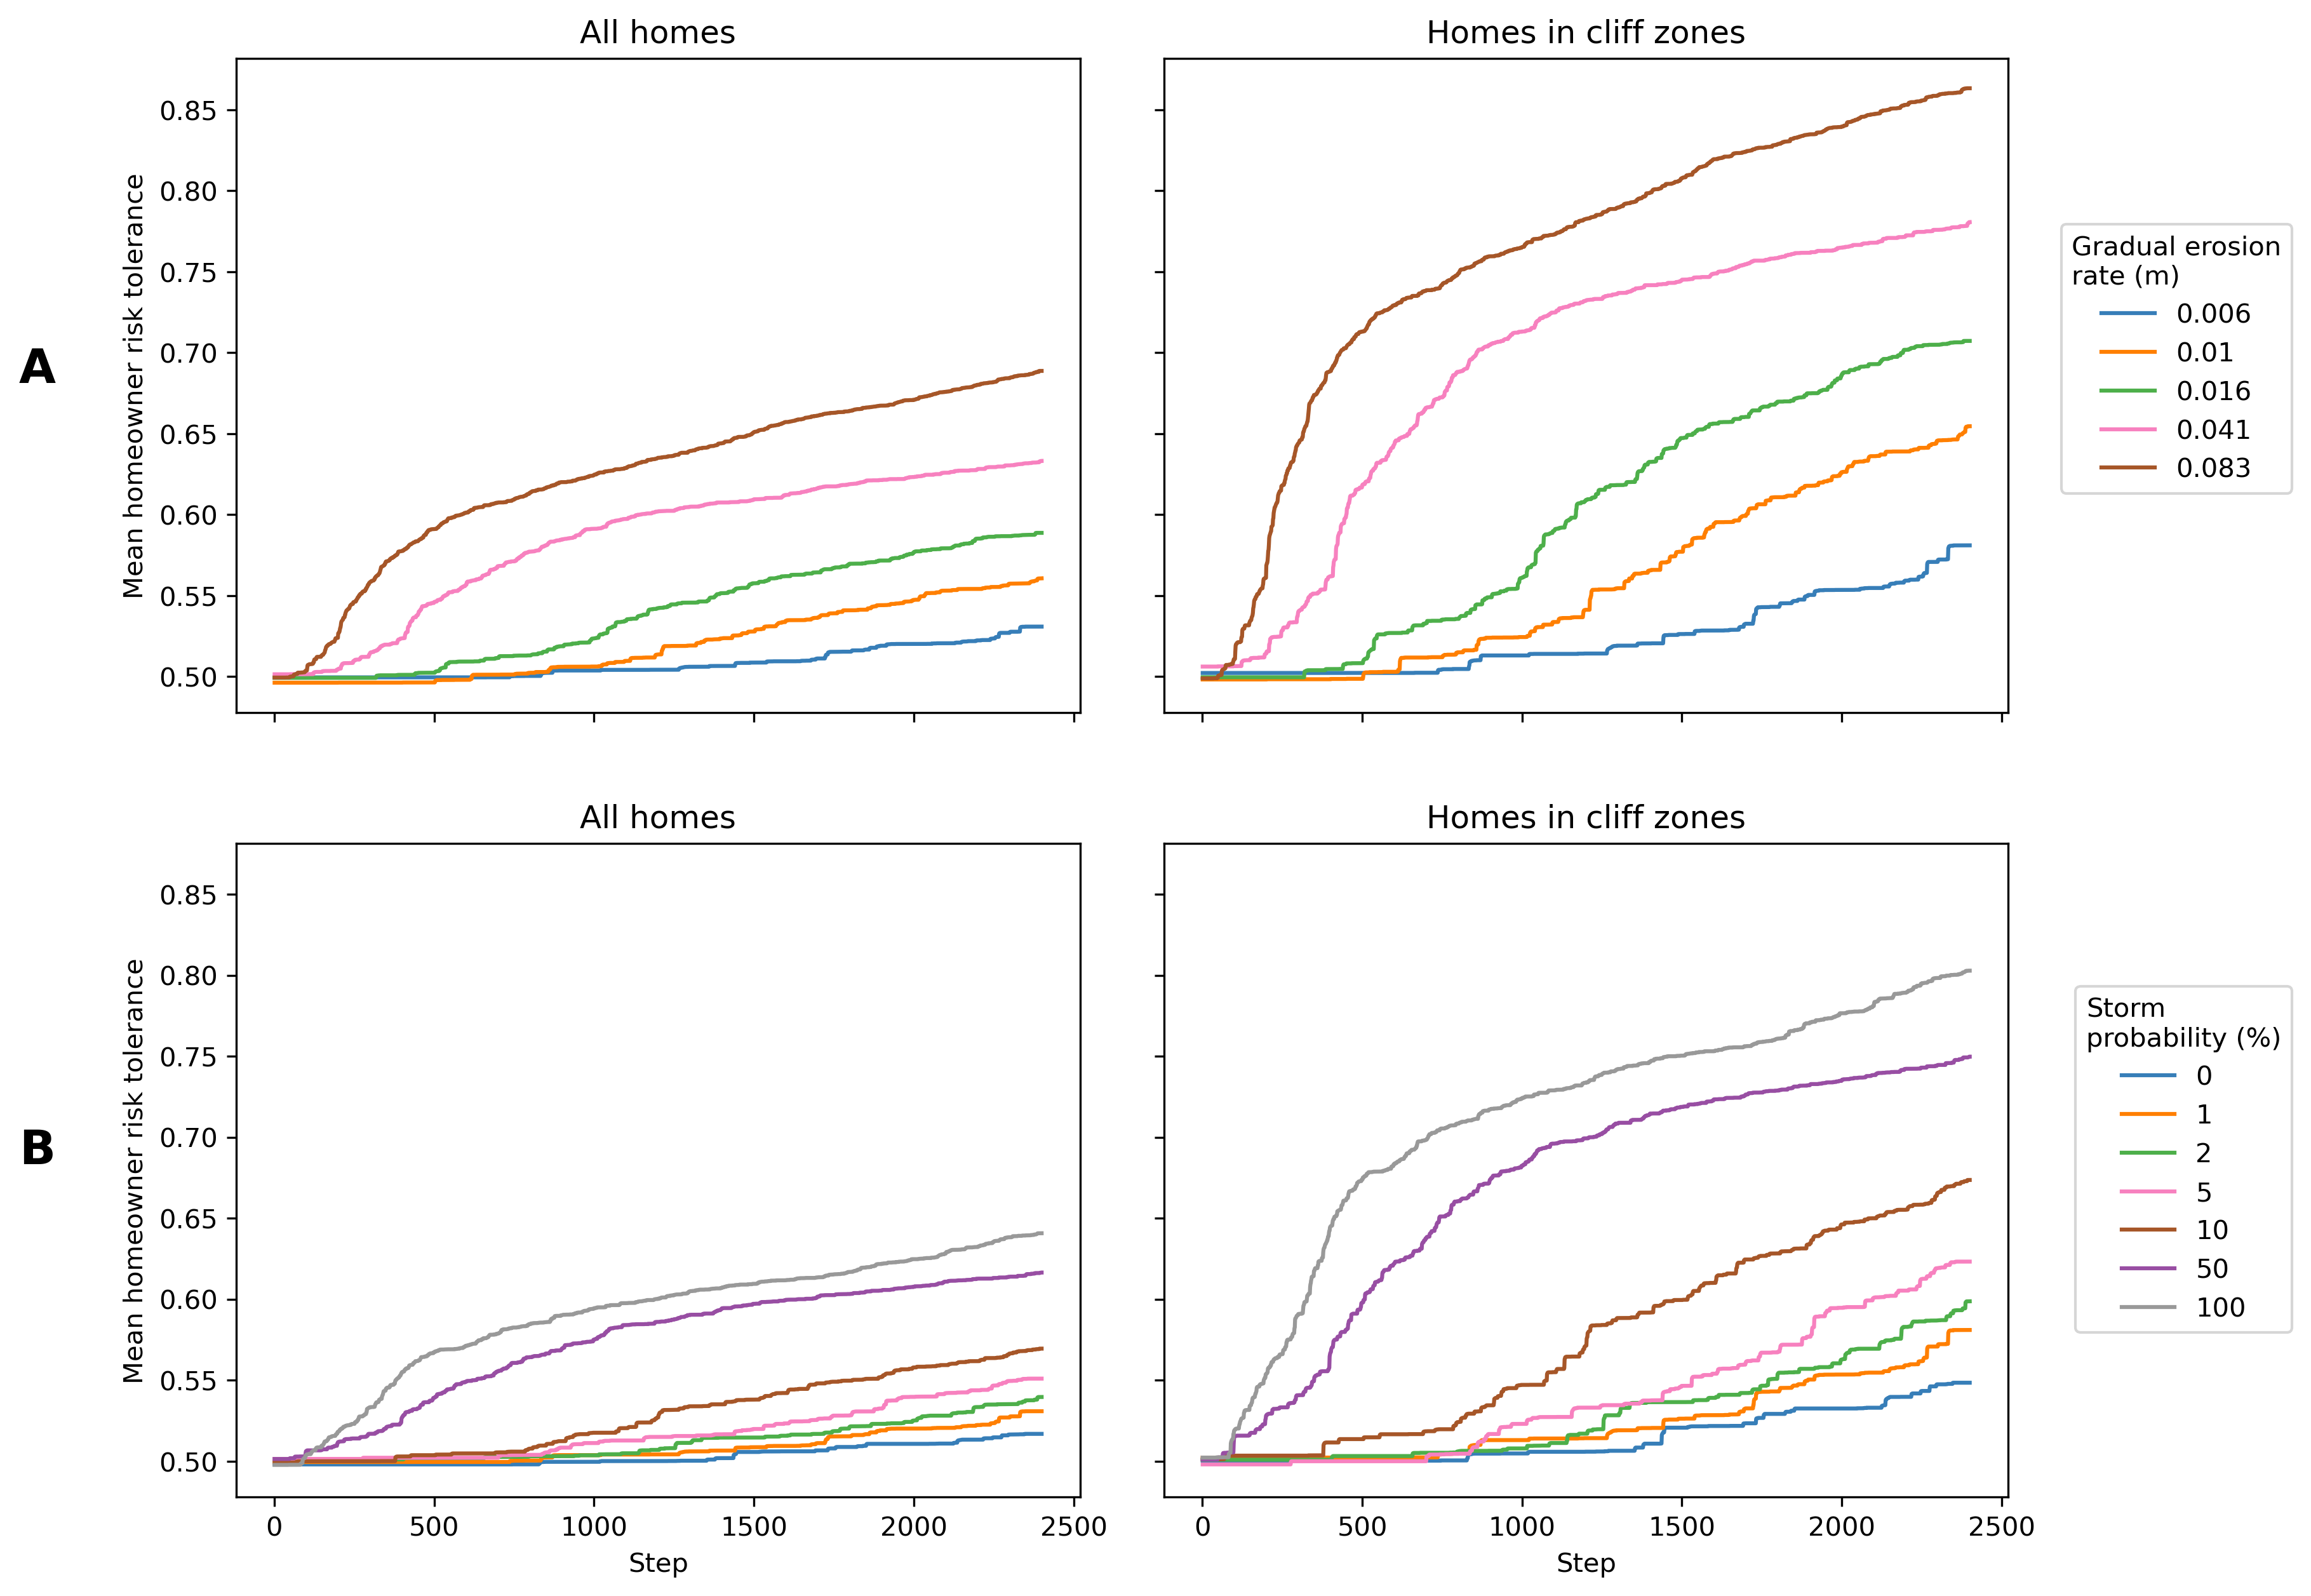 All homes
Homes in cliff zones
A
Mean homeowner risk tolerance
0.85
0.80
0.75
0.70
0.65
0.60
0.55
0.50
Gradual erosion
rate (m)
0.006
0.01
0.016
0.041
0.083
All homes
Homes in cliff zones
B
Mean homeowner risk tolerance
0.85
0.80
0.75
0.70
0.65
0.60
0.55
0.50
0 500 1000 1500 2000 2500
Step
0 500 1000 1500 2000 2500
Step
Storm
probability (%)
0
1
2
5
10
50
100